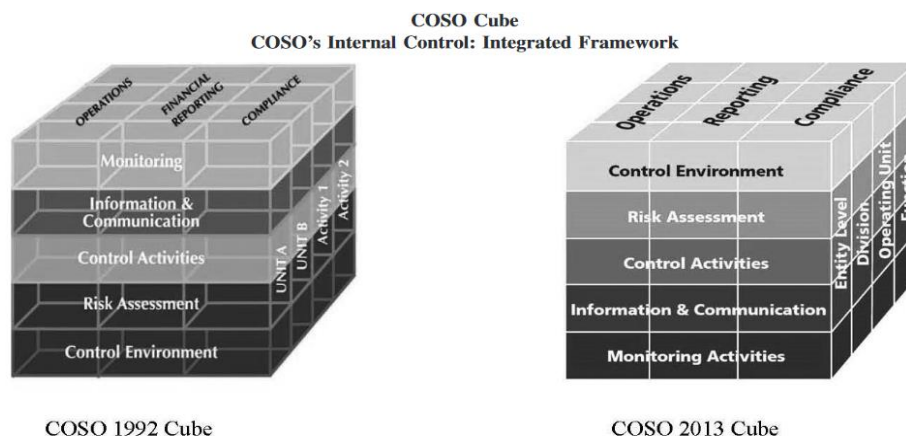 COSO Cube
COSO's Internal Control: Integrated Framework
OPERATIONS
FINANCIAL
REPORTING
COMPLIANCE
Monitoring
Information &
Communication
Control Activities
Risk Assessment
Control Environment
UNIT A
UNIT B
Activity 1
Activity 2
Operations
Reporting
Compliance
Control Environment
Risk Assessment
Control Activities
Information & Communication
Monitoring Activities
Entity Level
Division
Operating Unit
Function
COSO 1992 Cube
COSO 2013 Cube